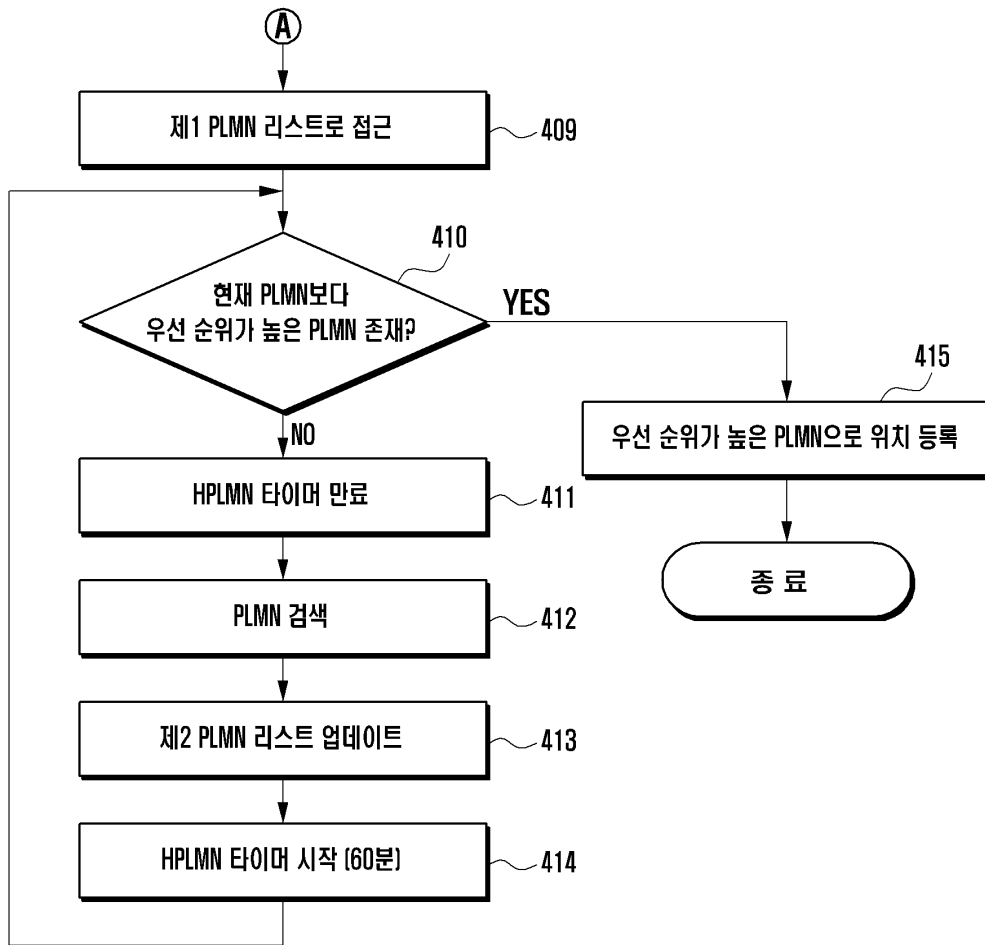 A
제1 PLMN 리스트로 접근
409
410
현재 PLMN보다
우선 순위가 높은 PLMN 존재?
YES
NO
415
우선 순위가 높은 PLMN으로 위치 등록
HPLMN 타이머 만료
411
종 료
PLMN 검색
412
제2 PLMN 리스트 업데이트
413
HPLMN 타이머 시작 (60분)
414